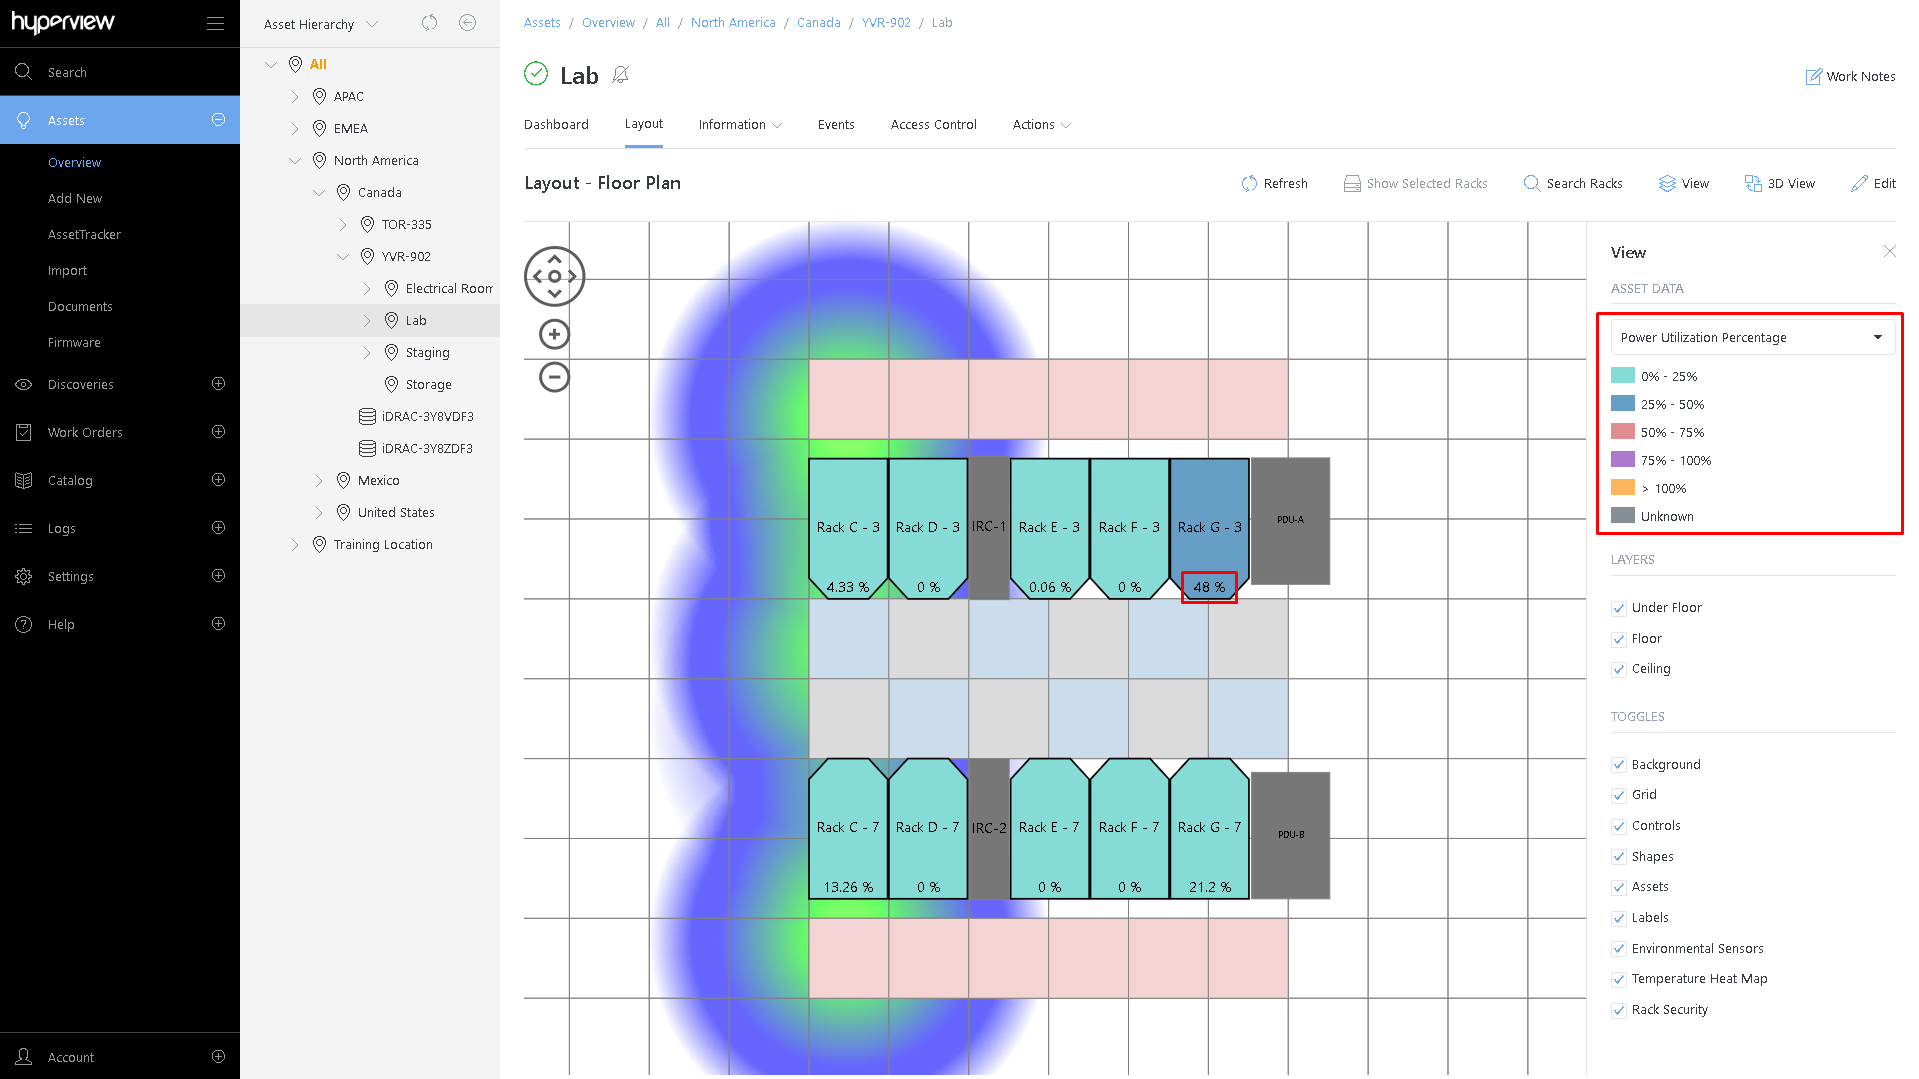 hyperview
Search
Assets
Overview
Add New
AssetTracker
Import
Documents
Firmware
Discoveries
Work Orders
Catalog
Logs
Settings
Help
Account
Asset Hierarchy
All
APAC
EMEA
North America
Canada
TOR-335
YVR-902
Electrical Room
Lab
Staging
Storage
iDRAC-3Y8VDF3
iDRAC-3Y8ZDF3
Mexico
United States
Training Location
Assets / Overview / All / North America / Canada / YVR-902 / Lab
Lab
Work Notes
Dashboard Layout Information Events Access Control Actions
Layout - Floor Plan
Refresh Show Selected Racks Search Racks View 3D View Edit
Rack C - 3 Rack D - 3 IRC-1 Rack E - 3 Rack F - 3 Rack G - 3 PDU-A
4.33 % 0 % 0.06 % 0 % 48 %
Rack C - 7 Rack D - 7 IRC-2 Rack E - 7 Rack F - 7 Rack G - 7 PDU-B
13.26 % 0 % 0 % 0 % 21.2 %
View
ASSET DATA
Power Utilization Percentage
0% - 25%
25% - 50%
50% - 75%
75% - 100%
> 100%
Unknown
LAYERS
Under Floor
Floor
Ceiling
TOGGLES
Background
Grid
Controls
Shapes
Assets
Labels
Environmental Sensors
Temperature Heat Map
Rack Security